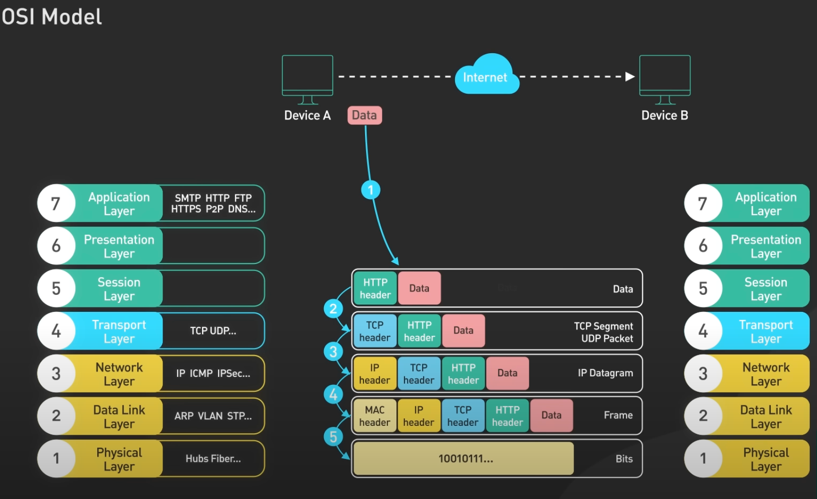 OSI Model
Internet
Device A
Data
Device B
1
7
Application
Layer
SMTP HTTP FTP
HTTPS P2P DNS...
6
Presentation
Layer
5
Session
Layer
4
Transport
Layer
TCP UDP...
3
Network
Layer
IP ICMP IPSec...
2
Data Link
Layer
ARP VLAN STP...
1
Physical
Layer
Hubs Fiber...
HTTP
header
Data
Data
2
TCP
header
HTTP
header
Data
TCP Segment
UDP Packet
3
IP
header
TCP
header
HTTP
header
Data
IP Datagram
4
MAC
header
IP
header
TCP
header
HTTP
header
Data
Frame
5
10010111...
Bits
7
Application
Layer
6
Presentation
Layer
5
Session
Layer
4
Transport
Layer
3
Network
Layer
2
Data Link
Layer
1
Physical
Layer